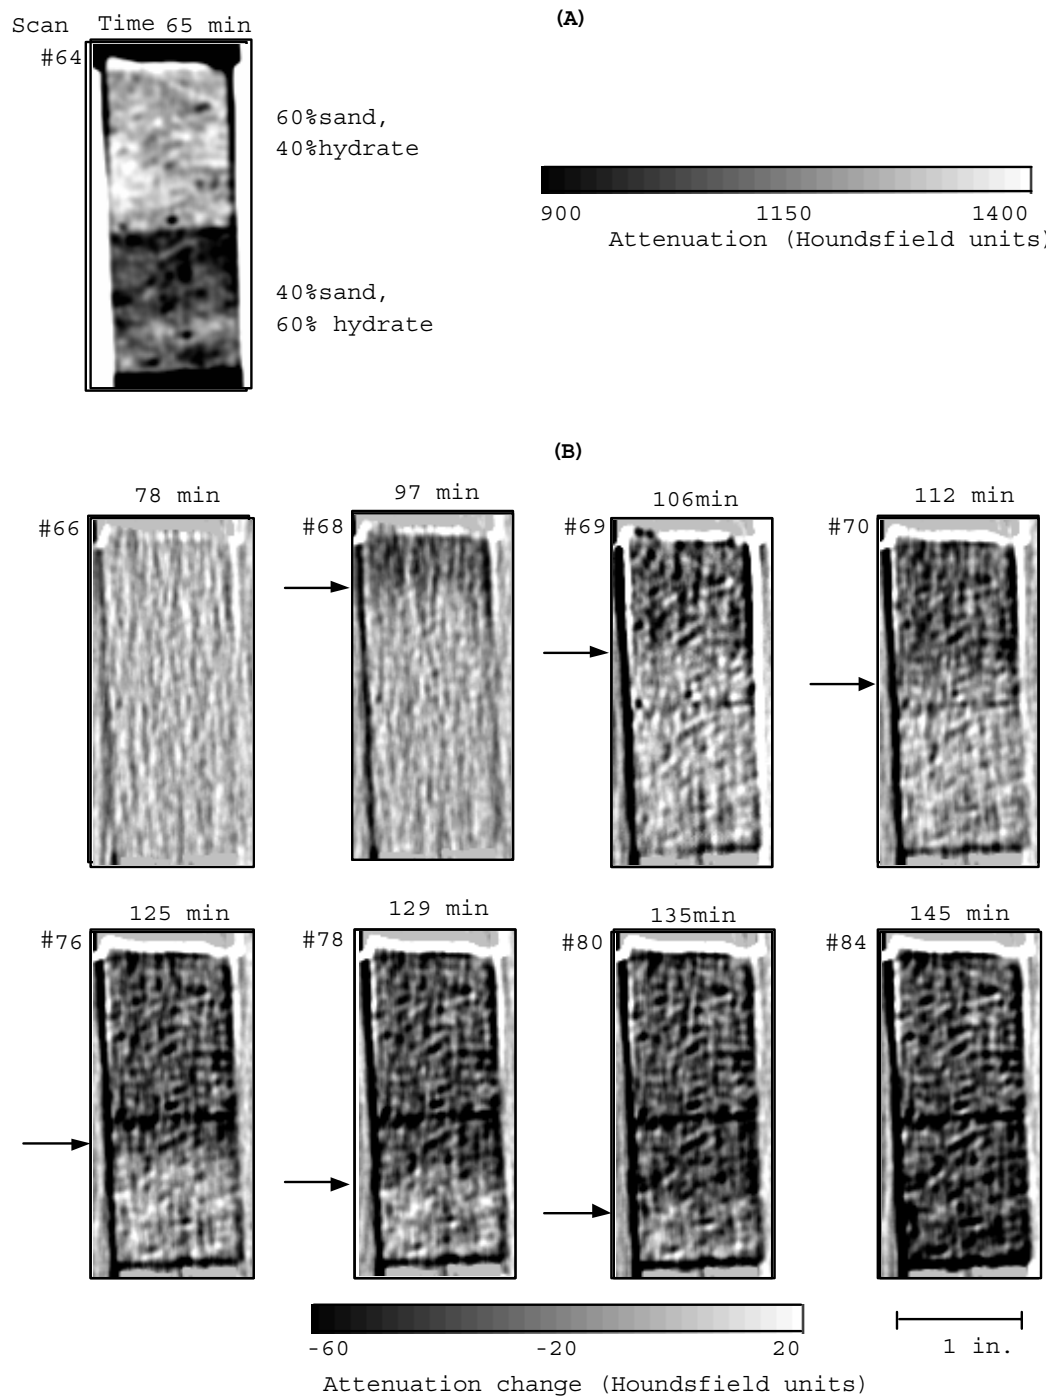 (A)
Scan Time 65 min
#64
60%sand,
40%hydrate
900 1150 1400
Attenuation (Houndsfield units)
40%sand,
60% hydrate
(B)
78 min 97 min 106min 112 min
#66 #68 #69 #70
125 min 129 min 135min 145 min
#76 #78 #80 #84
-60 -20 20
1 in.
Attenuation change (Houndsfield units)